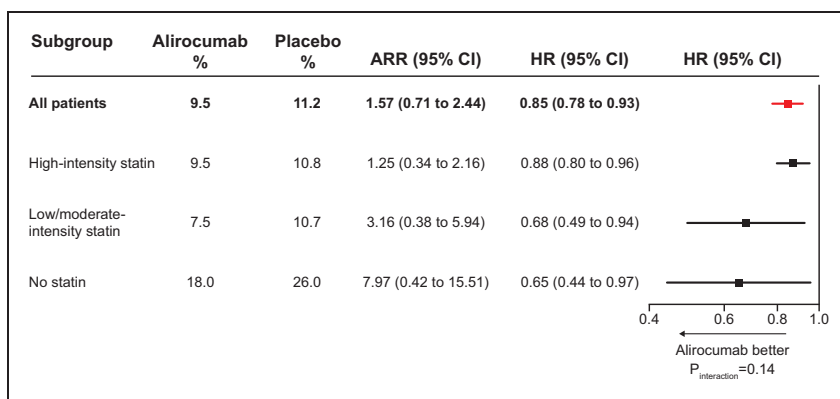 Subgroup Alirocumab % Placebo % ARR (95% CI) HR (95% CI) HR (95% CI)
All patients 9.5 11.2 1.57 (0.71 to 2.44) 0.85 (0.78 to 0.93)
High-intensity statin 9.5 10.8 1.25 (0.34 to 2.16) 0.88 (0.80 to 0.96)
Low/moderate-
intensity statin 7.5 10.7 3.16 (0.38 to 5.94) 0.68 (0.49 to 0.94)
No statin 18.0 26.0 7.97 (0.42 to 15.51) 0.65 (0.44 to 0.97)
0.4 0.6 0.8 1.0
Alirocumab better
Pinteraction=0.14